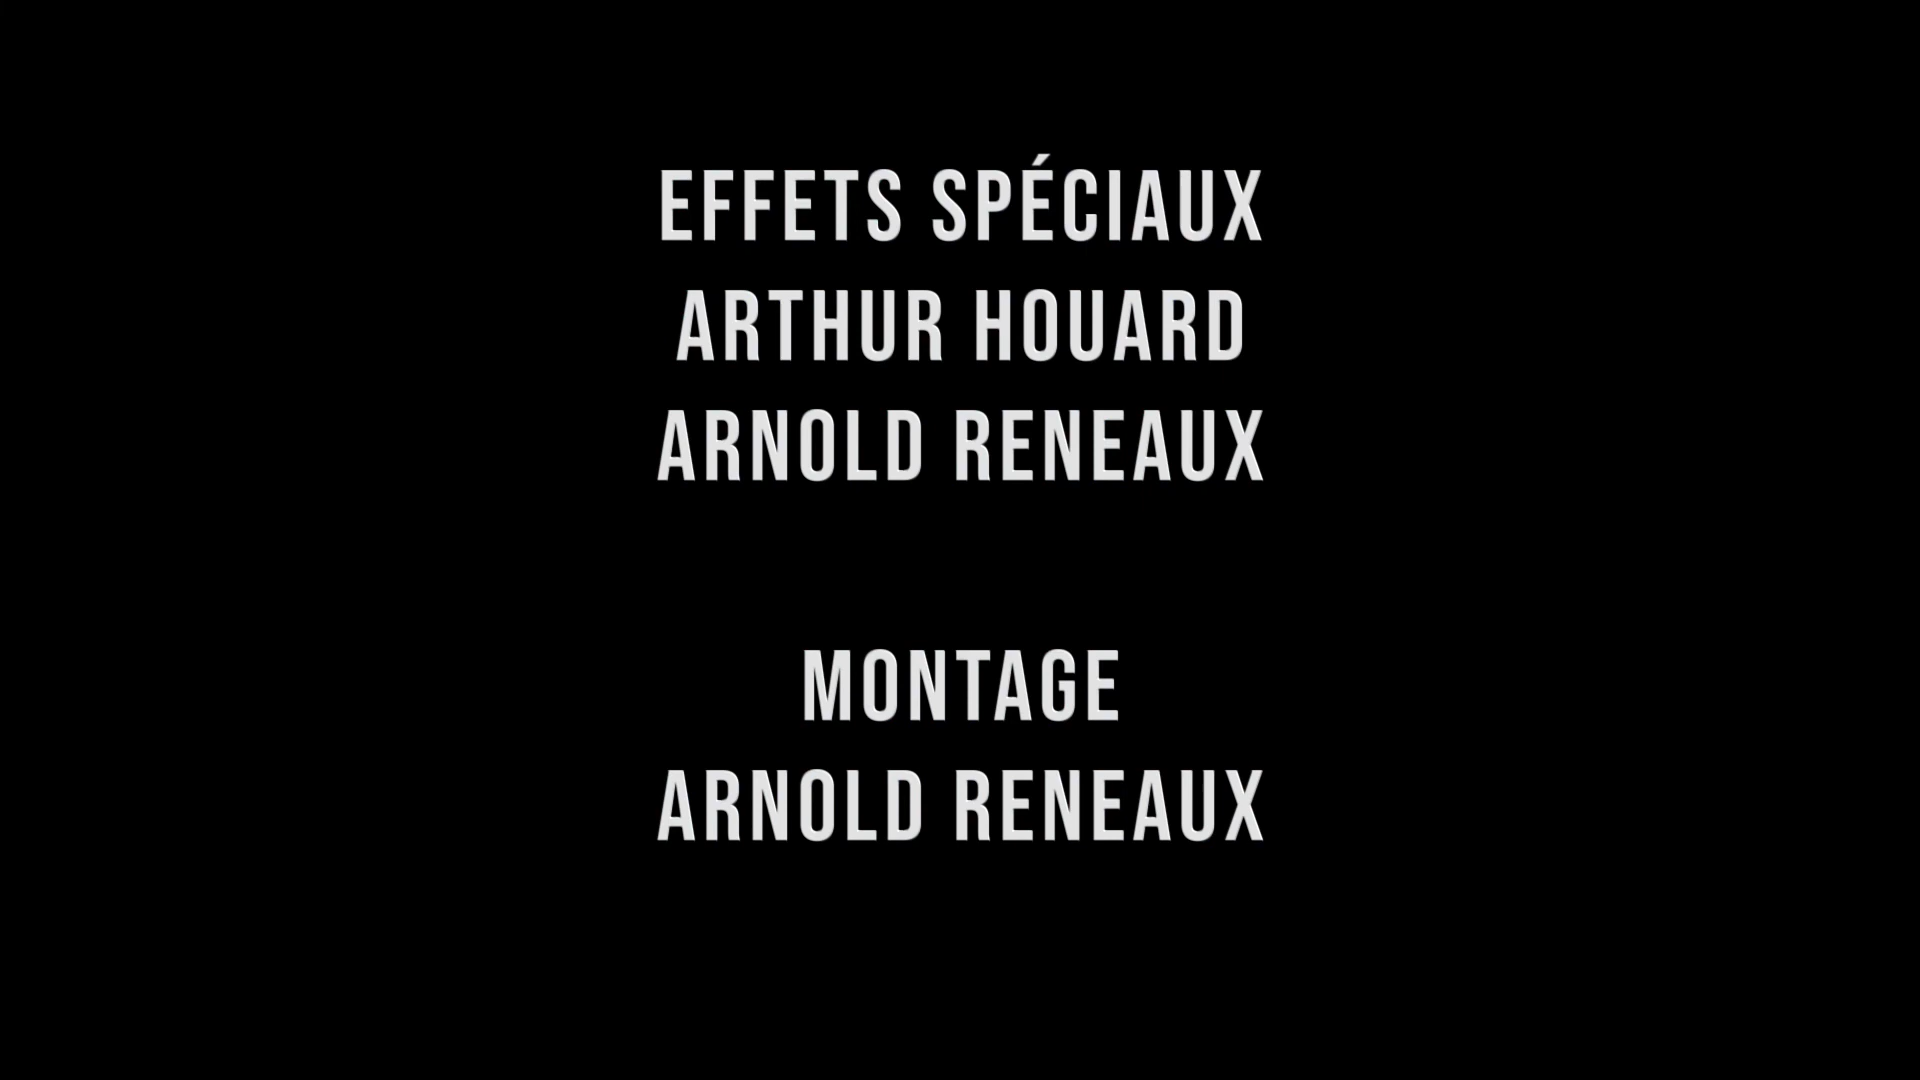 EFFETS SPÉCIAUX
ARTHUR HOUARD
ARNOLD RENEAUX
MONTAGE
ARNOLD RENEAUX